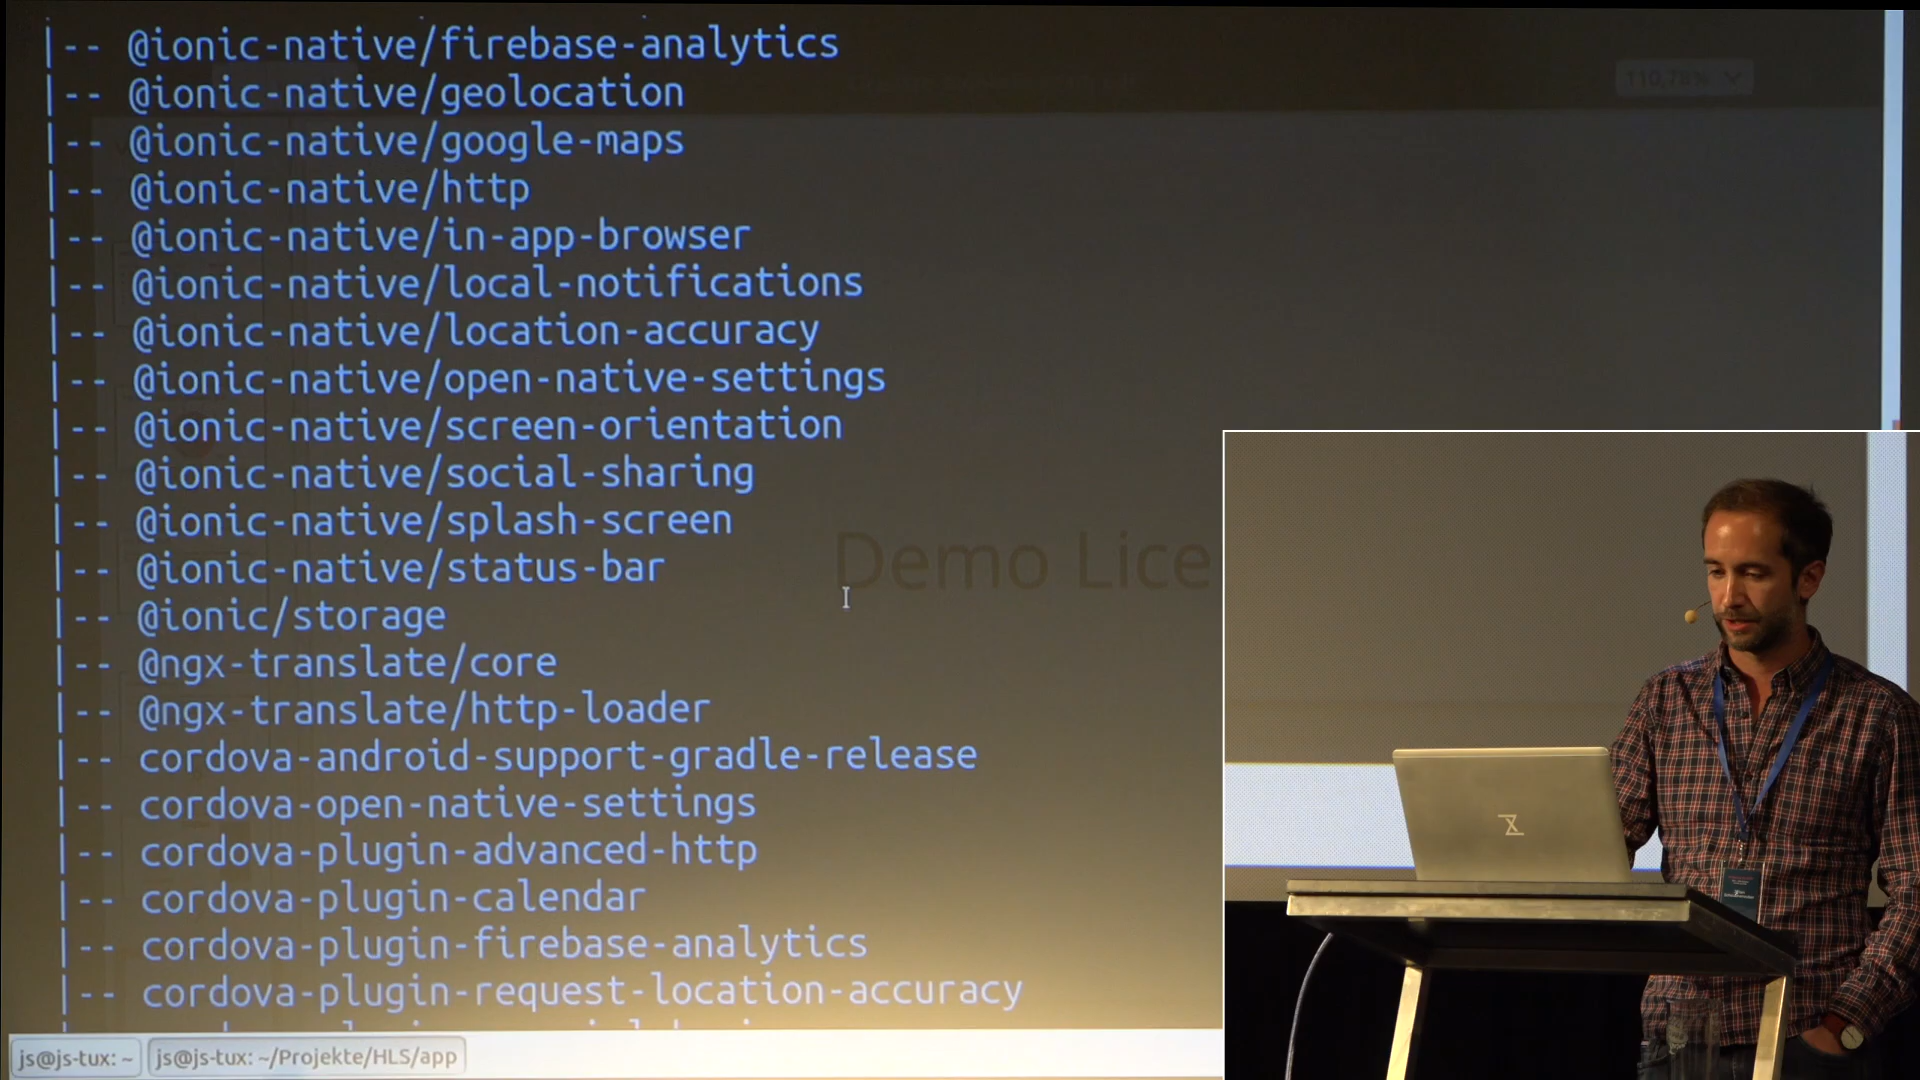 |-- @ionic-native/firebase-analytics
|-- @ionic-native/geolocation
|-- @ionic-native/google-maps
|-- @ionic-native/http
|-- @ionic-native/in-app-browser
|-- @ionic-native/local-notifications
|-- @ionic-native/location-accuracy
|-- @ionic-native/open-native-settings
|-- @ionic-native/screen-orientation
|-- @ionic-native/social-sharing
|-- @ionic-native/splash-screen
|-- @ionic-native/status-bar
|-- @ionic/storage
|-- @ngx-translate/core
|-- @ngx-translate/http-loader
|-- cordova-android-support-gradle-release
|-- cordova-open-native-settings
|-- cordova-plugin-advanced-http
|-- cordova-plugin-calendar
|-- cordova-plugin-firebase-analytics
|-- cordova-plugin-request-location-accuracy
110,78%
Demo Lice
js@js-tux: ~
js@js-tux: ~/Projekte/HLS/app